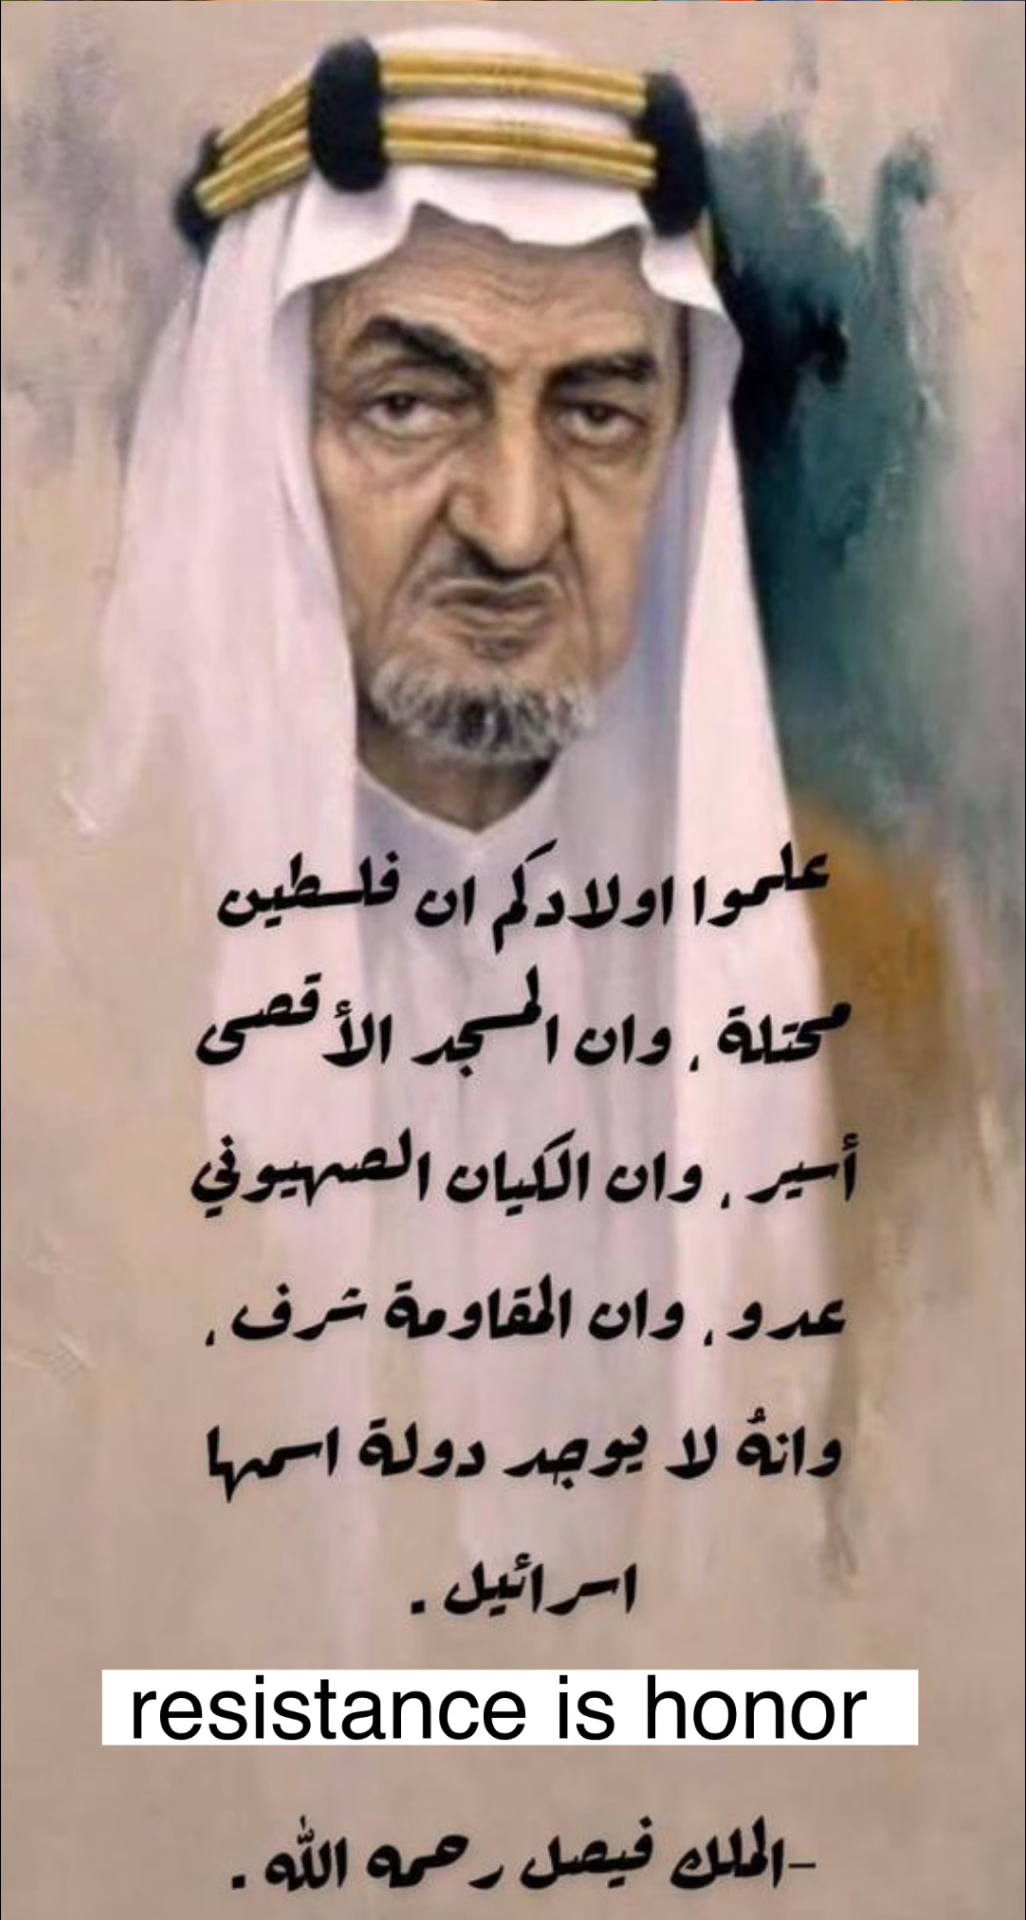 علموا اولادكم ان فلسطين
محتلة ، وان المسجد الأقصى
أسير ، وان الكيان الصهيوني
عدو ، وان المقاومة شرف ،
وانهُ لا يوجد دولة اسمها
اسرائيل .
resistance is honor
-الملك فيصل رحمه الله .